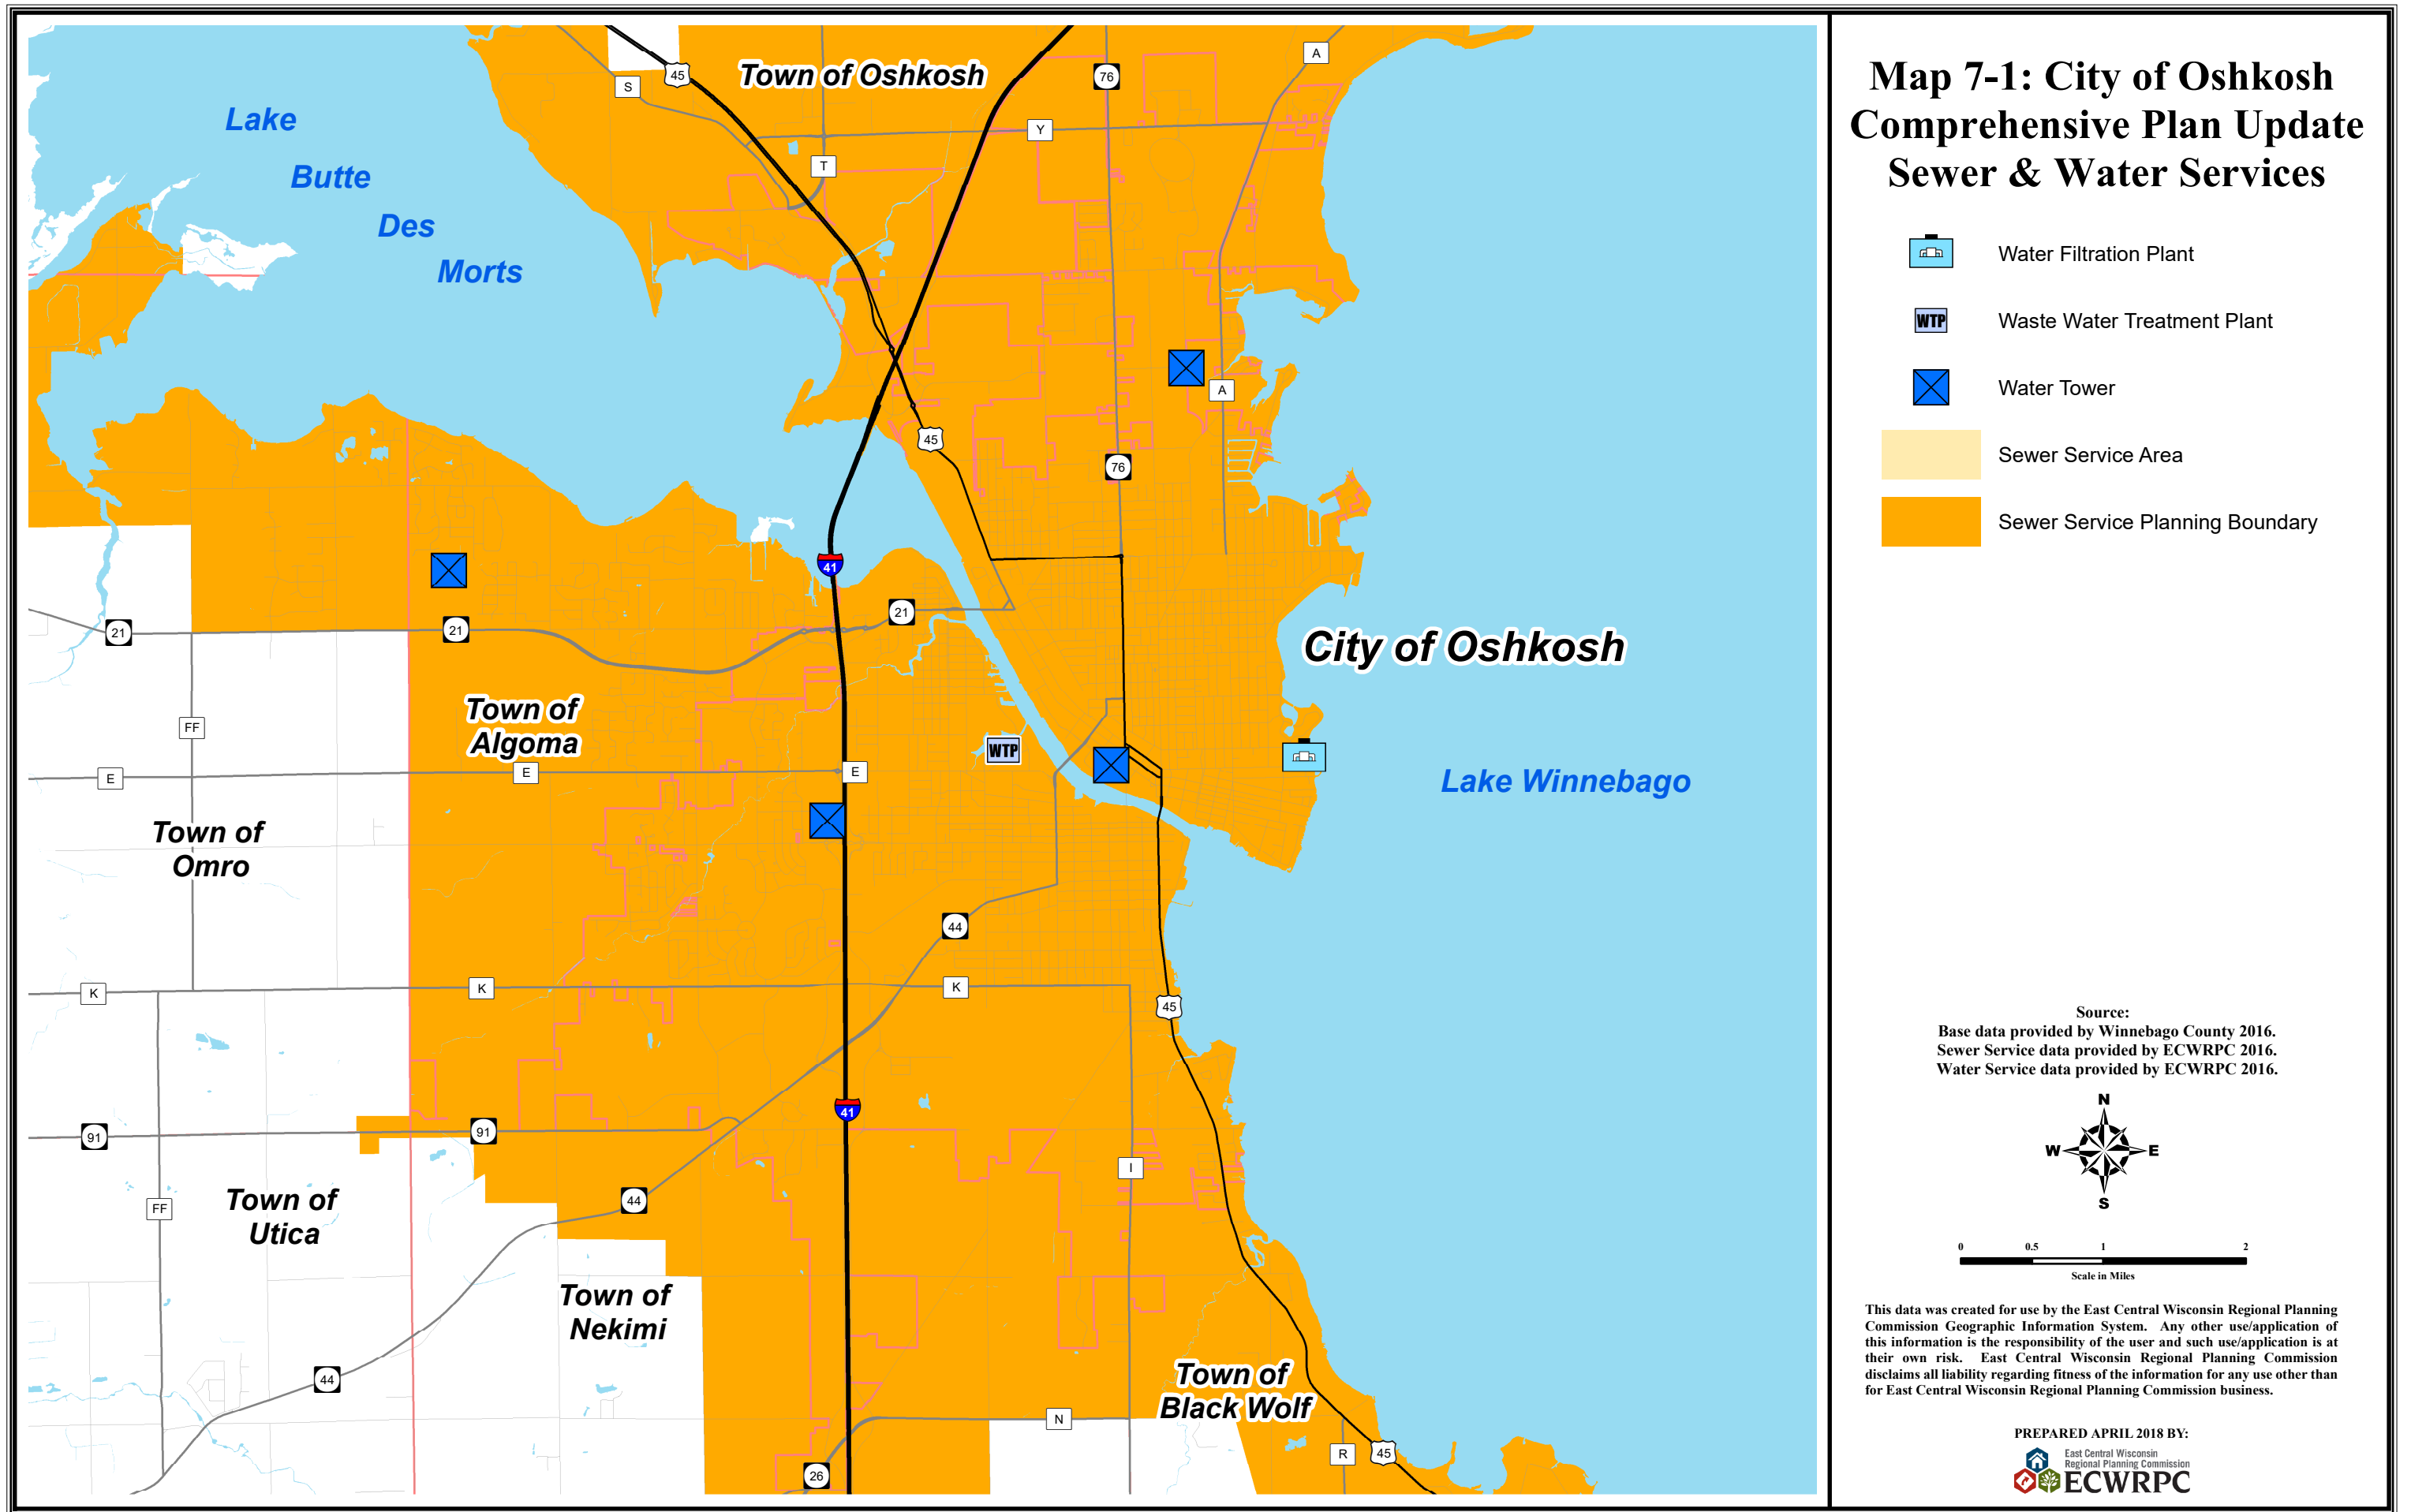 Map 7-1: City of Oshkosh
Comprehensive Plan Update
Sewer & Water Services
Water Filtration Plant
WTP
Waste Water Treatment Plant
Water Tower
Sewer Service Area
Sewer Service Planning Boundary
Source:
Base data provided by Winnebago County 2016.
Sewer Service data provided by ECWRPC 2016.
Water Service data provided by ECWRPC 2016.
N
W
E
S
0
0.5
1
2
Scale in Miles
This data was created for use by the East Central Wisconsin Regional Planning
Commission Geographic Information System. Any other use/application of
this information is the responsibility of the user and such use/application is at
their own risk. East Central Wisconsin Regional Planning Commission
disclaims all liability regarding fitness of the information for any use other than
for East Central Wisconsin Regional Planning Commission business.
PREPARED APRIL 2018 BY:
East Central Wisconsin
Regional Planning Commission
ECWRPC
A
45
Town of Oshkosh
76
S
Lake
Y
T
Butte
Des
Morts
A
45
76
41
21
21
21
City of Oshkosh
Town of
Algoma
FF
WTP
E
E
E
Lake Winnebago
Town of
Omro
44
K
K
K
45
41
91
91
I
44
FF
Town of
Utica
Town of
Nekimi
44
Town of
Black Wolf
N
R
45
26